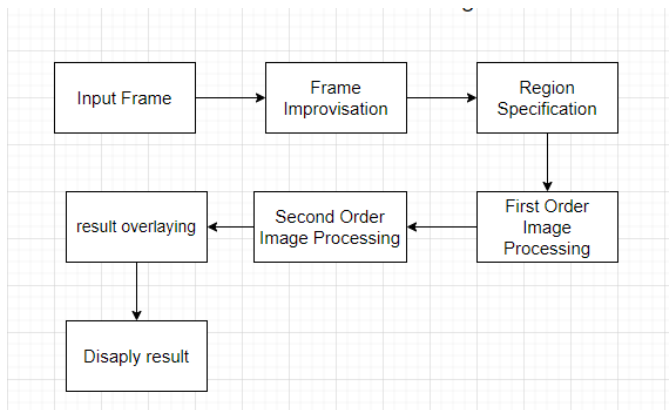 Input Frame
Frame
Improvisation
Region
Specification
First Order
Image
Processing
Second Order
Image Processing
result overlaying
Disaply result